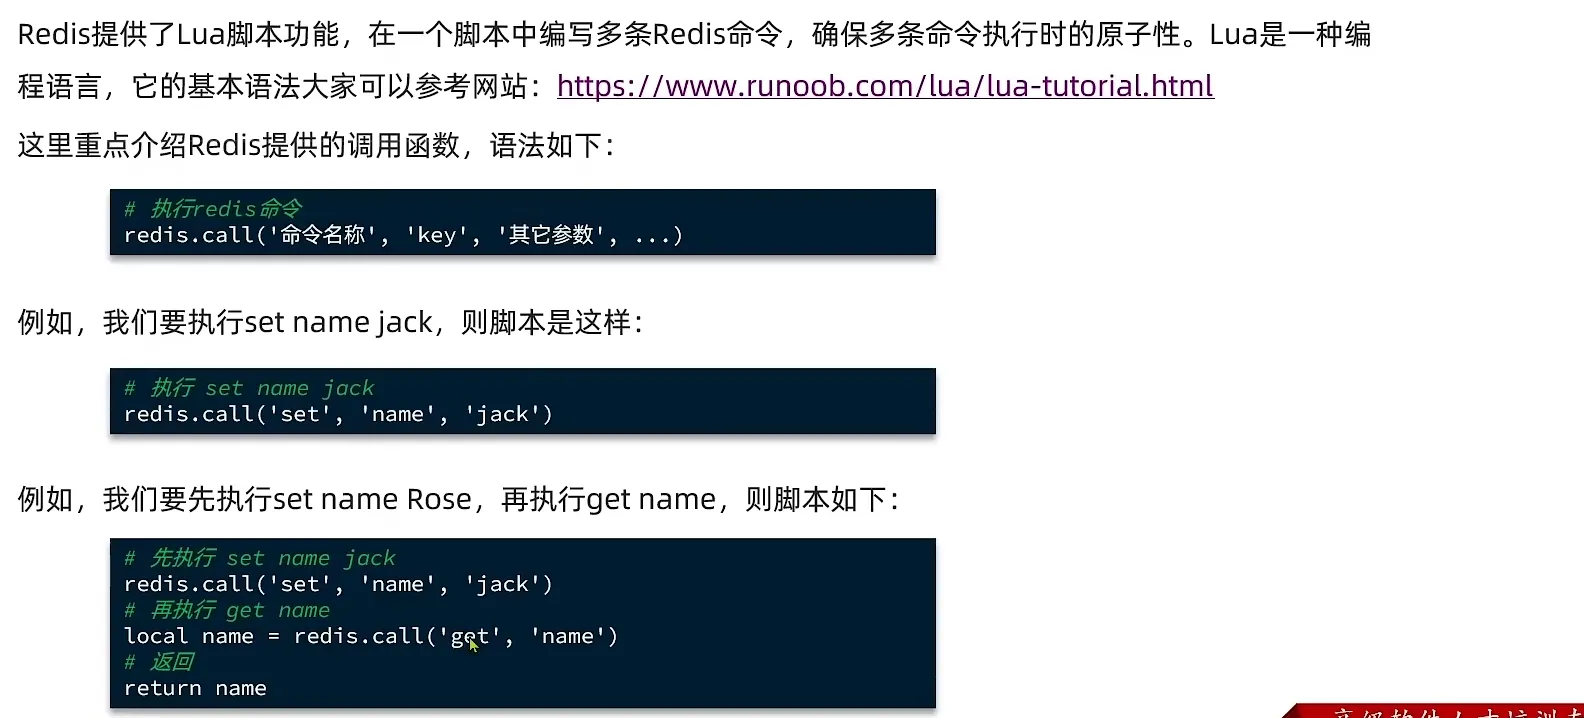 Redis提供了Lua脚本功能，在一个脚本中编写多条Redis命令，确保多条命令执行时的原子性。Lua是一种编
程语言，它的基本语法大家可以参考网站：https://www.runoob.com/lua/lua-tutorial.html
这里重点介绍Redis提供的调用函数，语法如下：
# 执行redis命令
redis.call('命令名称', 'key', '其它参数', ...)
例如，我们要执行set name jack，则脚本是这样：
# 执行 set name jack
redis.call('set', 'name', 'jack')
例如，我们要先执行set name Rose，再执行get name，则脚本如下：
# 先执行 set name jack
redis.call('set', 'name', 'jack')
# 再执行 get name
local name = redis.call('get', 'name')
# 返回
return name